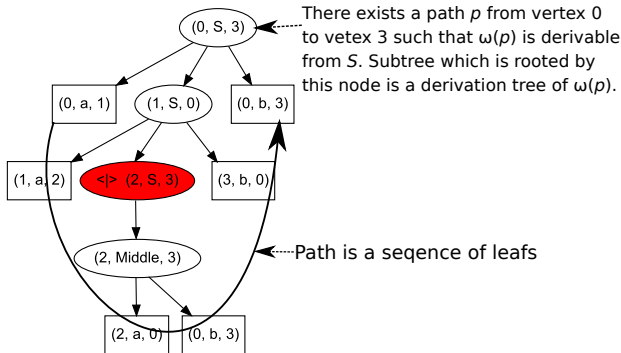 There exists a path p from vertex 0
to vetex 3 such that ω(p) is derivable
from S. Subtree which is rooted by
this node is a derivation tree of ω(p).
(0, S, 3)
(0, a, 1)
(1, S, 0)
(0, b, 3)
(1, a, 2)
<|> (2, S, 3)
(3, b, 0)
(2, Middle, 3)
Path is a seqence of leafs
(2, a, 0)
(0, b, 3)